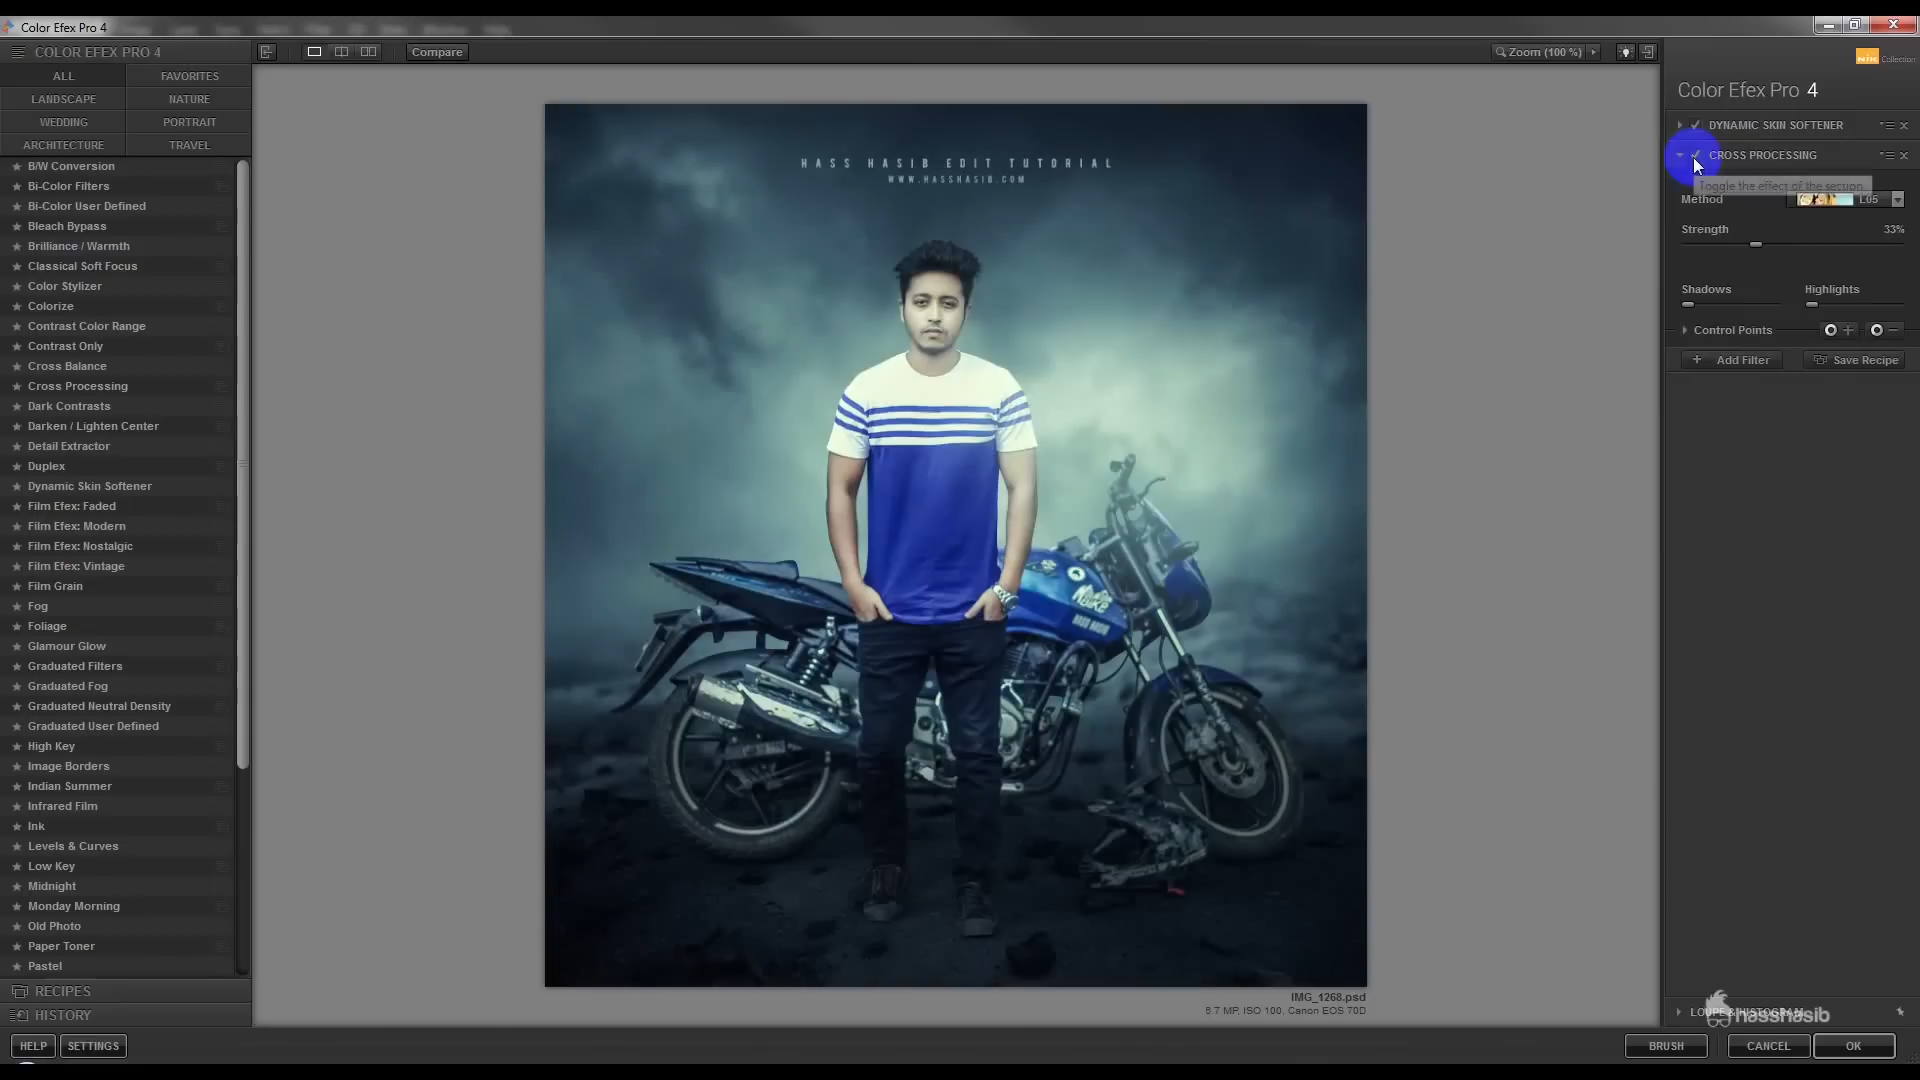 Color Efex Pro 4
COLOR EFEX PRO 4
Compare
Zoom (100 %)
Nik Collection
ALL
FAVORITES
LANDSCAPE
NATURE
WEDDING
PORTRAIT
ARCHITECTURE
TRAVEL
B/W Conversion
Bi-Color Filters
Bi-Color User Defined
Bleach Bypass
Brilliance / Warmth
Classical Soft Focus
Color Stylizer
Colorize
Contrast Color Range
Contrast Only
Cross Balance
Cross Processing
Dark Contrasts
Darken / Lighten Center
Detail Extractor
Duplex
Dynamic Skin Softener
Film Efex: Faded
Film Efex: Modern
Film Efex: Nostalgic
Film Efex: Vintage
Film Grain
Fog
Foliage
Glamour Glow
Graduated Filters
Graduated Fog
Graduated Neutral Density
Graduated User Defined
High Key
Image Borders
Indian Summer
Infrared Film
Ink
Levels & Curves
Low Key
Midnight
Monday Morning
Old Photo
Paper Toner
Pastel
RECIPES
HISTORY
HELP
SETTINGS
HASS HASIB EDIT TUTORIAL
WWW.HASSHASIB.COM
HASS HASIB
IMG_1268.psd
8.7 MP, ISO 100, Canon EOS 70D
Color Efex Pro 4
DYNAMIC SKIN SOFTENER
CROSS PROCESSING
Toggle the effect of the section
Method
L05
Strength
33%
Shadows
Highlights
Control Points
Add Filter
Save Recipe
LOUPE & HISTOGRAM
hasshasib
BRUSH
CANCEL
OK